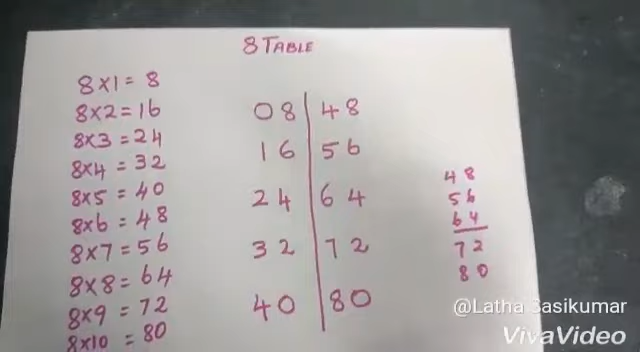 8 TABLE
8x1 = 8
8x2 = 16
8x3 = 24
8x4 = 32
8x5 = 40
8x6 = 48
8x7 = 56
8x8 = 64
8x9 = 72
8x10 = 80
08 48
16 56
24 64
32 72
40 80
48
56
64
72
80
@Latha Sasikumar
VivaVideo